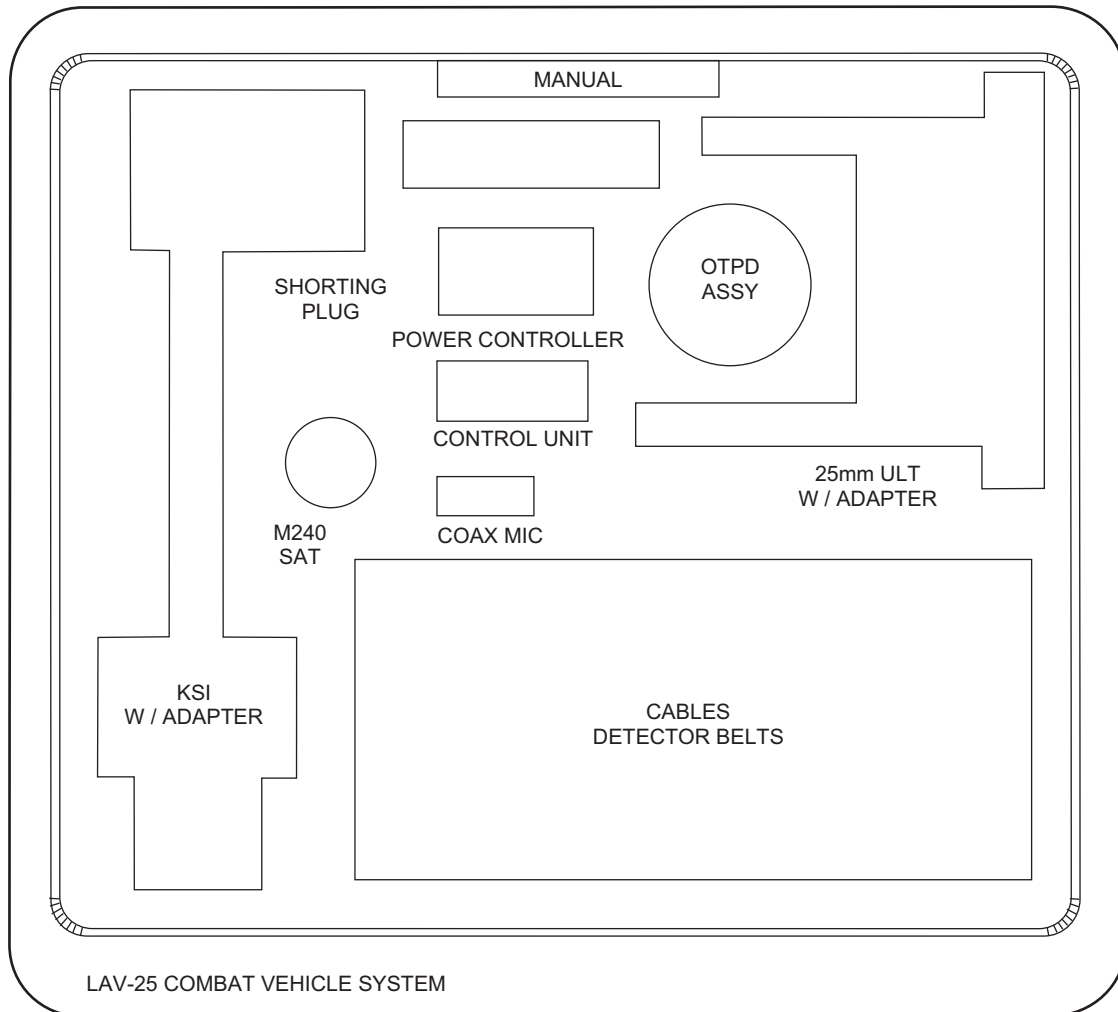 MANUAL
OTPD
ASSY
SHORTING
PLUG
POWER CONTROLLER
CONTROL UNIT
25mm ULT
W / ADAPTER
M240
SAT
COAX MIC
KSI
W / ADAPTER
CABLES
DETECTOR BELTS
LAV-25 COMBAT VEHICLE SYSTEM